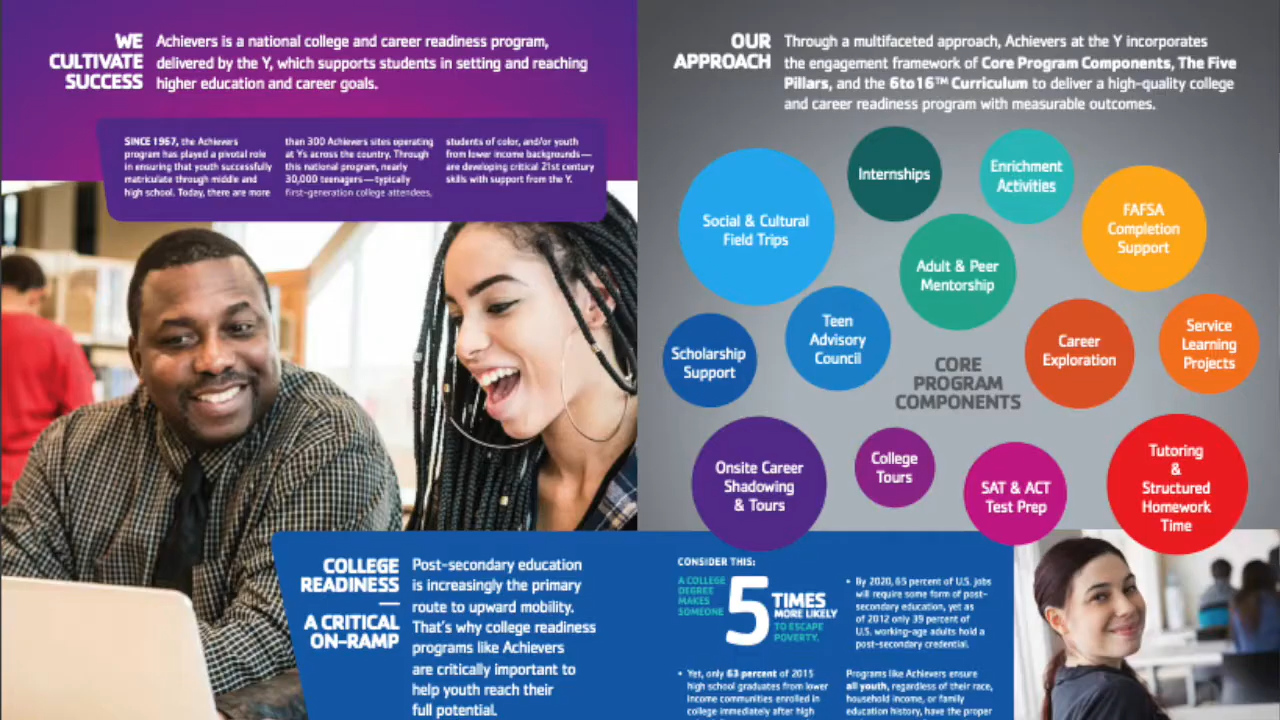 WE
CULTIVATE
SUCCESS
Achievers is a national college and career readiness program,
delivered by the Y, which supports students in setting and reaching
higher education and career goals.
SINCE 1967, the Achievers
program has played a pivotal role
in ensuring that youth successfully
matriculate through middle and
high school. Today, there are more
than 300 Achievers sites operating
at Ys across the country. Through
this national program, nearly
30,000 teenagers—typically
first-generation college attendees,
students of color, and/or youth
from lower income backgrounds—
are developing critical 21st century
skills with support from the Y.
COLLEGE
READINESS
—
A CRITICAL
ON-RAMP
Post-secondary education
is increasingly the primary
route to upward mobility.
That's why college readiness
programs like Achievers
are critically important to
help youth reach their
full potential.
OUR
APPROACH
Through a multifaceted approach, Achievers at the Y incorporates
the engagement framework of Core Program Components, The Five
Pillars, and the 6to16™ Curriculum to deliver a high-quality college
and career readiness program with measurable outcomes.
Internships
Enrichment
Activities
Social & Cultural
Field Trips
FAFSA
Completion
Support
Adult & Peer
Mentorship
Teen
Advisory
Council
Scholarship
Support
Career
Exploration
Service
Learning
Projects
CORE
PROGRAM
COMPONENTS
Onsite Career
Shadowing
& Tours
College
Tours
SAT & ACT
Test Prep
Tutoring
&
Structured
Homework
Time
CONSIDER THIS:
A COLLEGE
DEGREE
MAKES
SOMEONE
5
TIMES
MORE LIKELY
TO ESCAPE
POVERTY.
• Yet, only 63 percent of 2015
high school graduates from lower
income communities enrolled in
college immediately after high
• By 2020, 65 percent of U.S. jobs
will require some form of post-
secondary education, yet as
of 2012 only 39 percent of
U.S. working-age adults hold a
post-secondary credential.
Programs like Achievers ensure
all youth, regardless of their race,
household income, or family
education history, have the proper